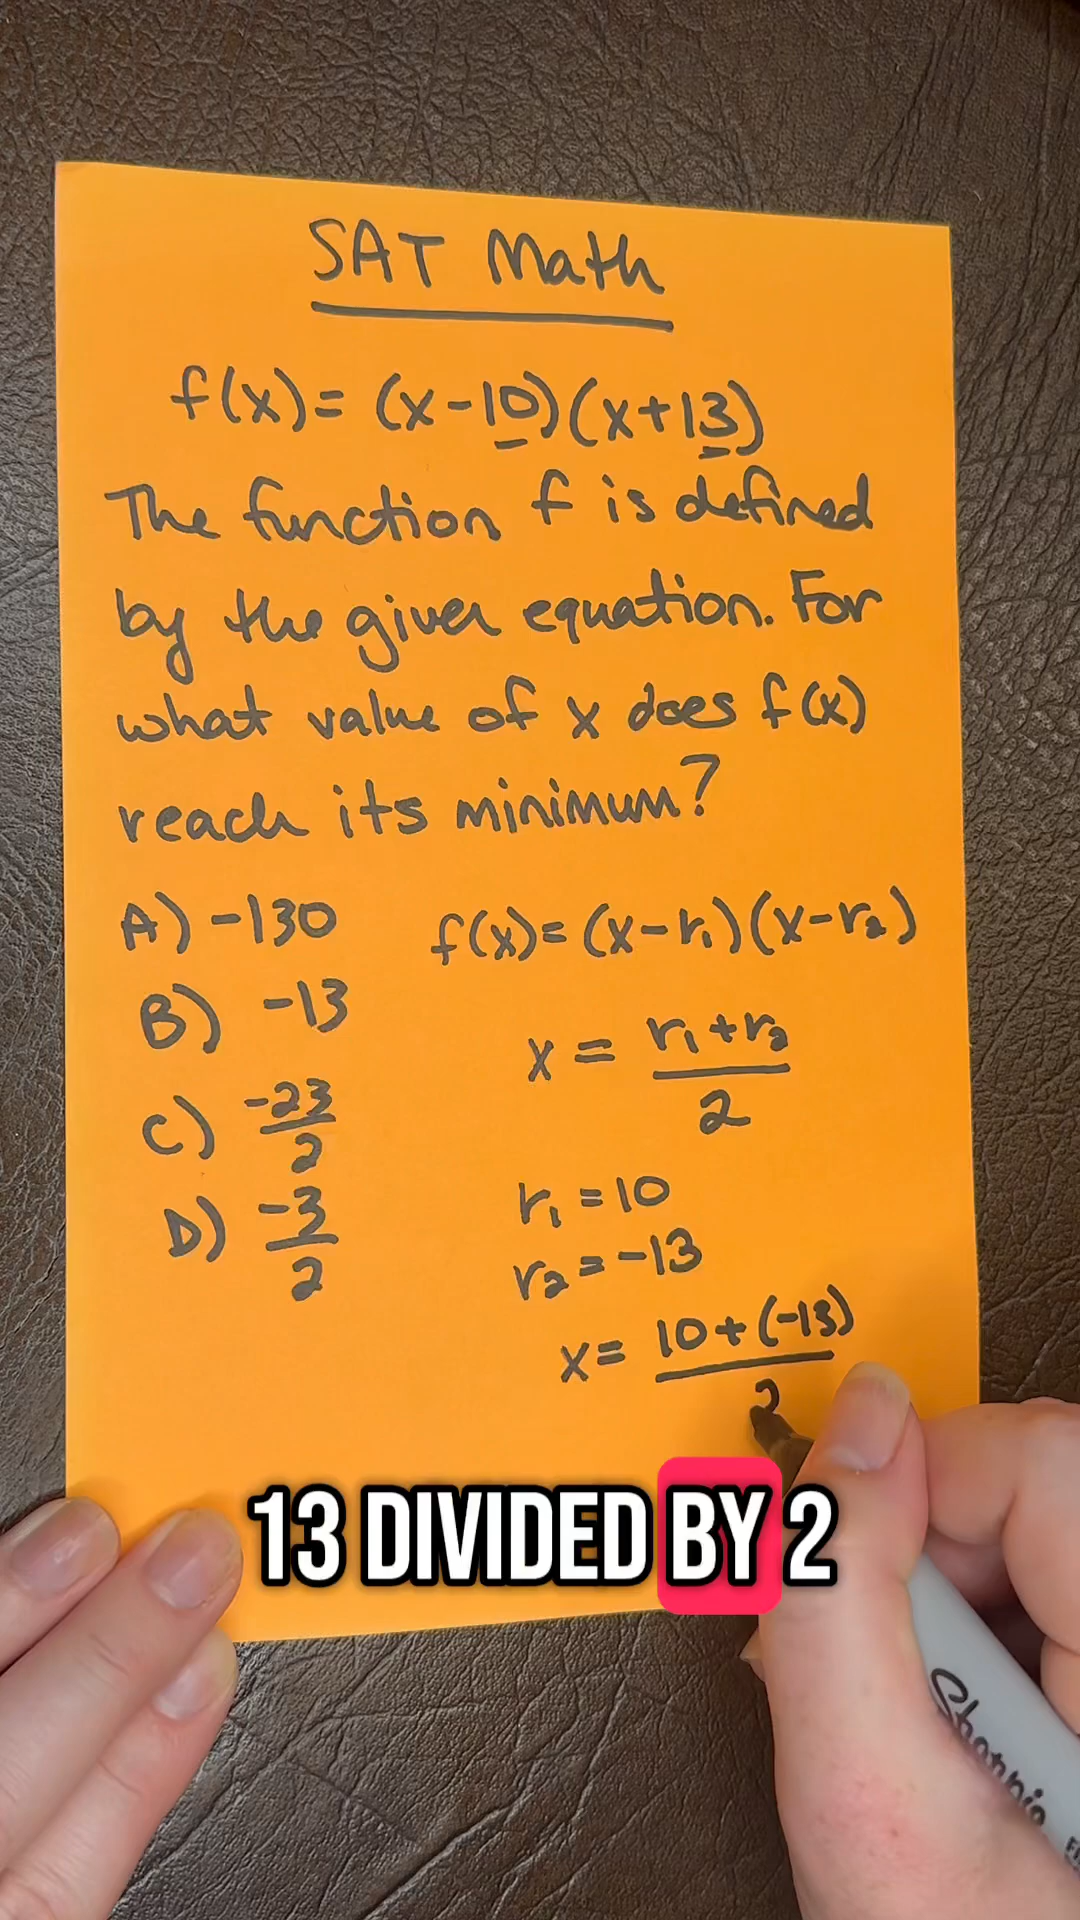 SAT Math
f(x)= (x-10)(x+13)
The function f is defined
by the given equation. For
what value of x does f(x)
reach its minimum?
A) -130
B) -13
C) -23/2
D) -3/2
f(x)= (x-r₁)(x-r₂)
x = r₁+r₂/2
r₁=10
r₂=-13
x= 10+(-13)/2
13 DIVIDED BY 2
Sharpie